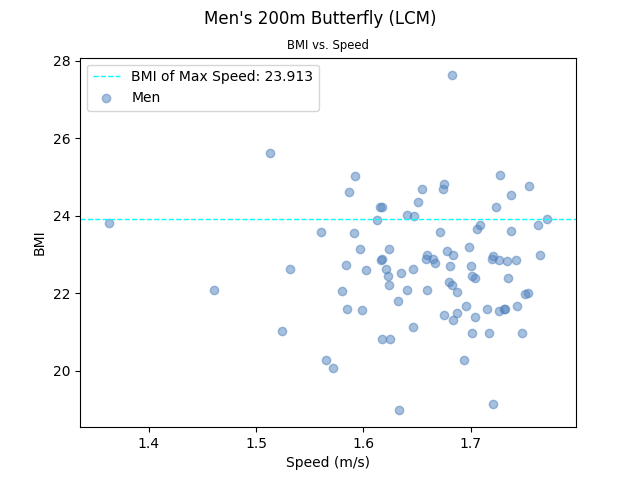 Men's 200m Butterfly (LCM)
BMI vs. Speed
BMI of Max Speed: 23.913
Men
28
26
24
22
20
BMI
1.4 1.5 1.6 1.7
Speed (m/s)